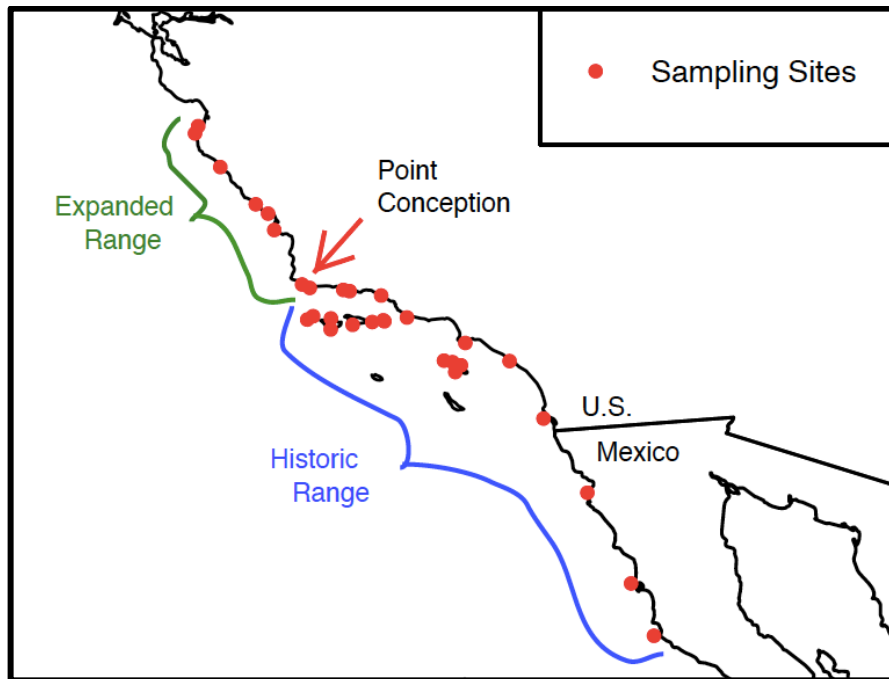 Sampling Sites
Point
Conception
Expanded
Range
U.S.
Mexico
Historic
Range